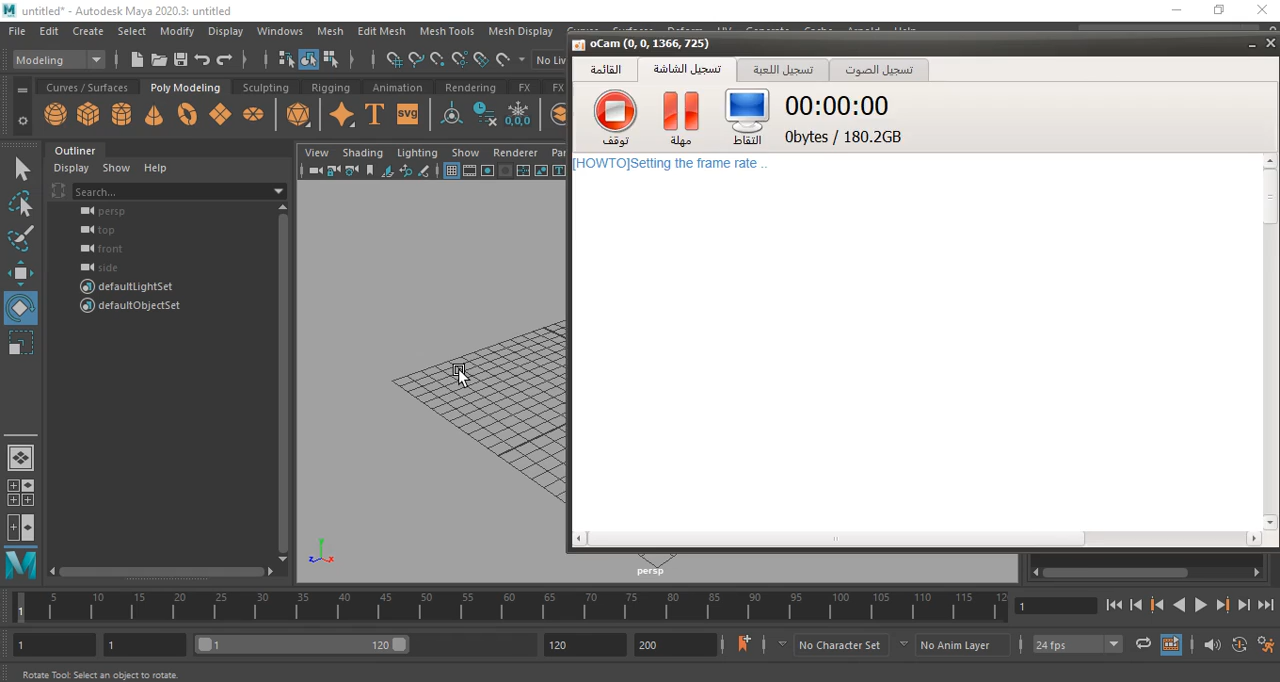 untitled* - Autodesk Maya 2020.3: untitled
File Edit Create Select Modify Display Windows Mesh Edit Mesh Mesh Tools Mesh Display
Modeling
No Liv
Curves / Surfaces Poly Modeling Sculpting Rigging Animation Rendering FX FX
T svg 0,0,0
Outliner
Display Show Help
Search...
persp
top
front
side
defaultLightSet
defaultObjectSet
View Shading Lighting Show Renderer Pan
oCam (0, 0, 1366, 725)
القائمة تسجيل الشاشة تسجيل اللعبة تسجيل الصوت
توقف مهلة التقاط
00:00:00
0bytes / 180.2GB
[HOWTO]Setting the frame rate ..
persp
1 5 10 15 20 25 30 35 40 45 50 55 60 65 70 75 80 85 90 95 100 105 110 115 12
1
1 1 1 120 120 200 No Character Set No Anim Layer 24 fps
Rotate Tool: Select an object to rotate.